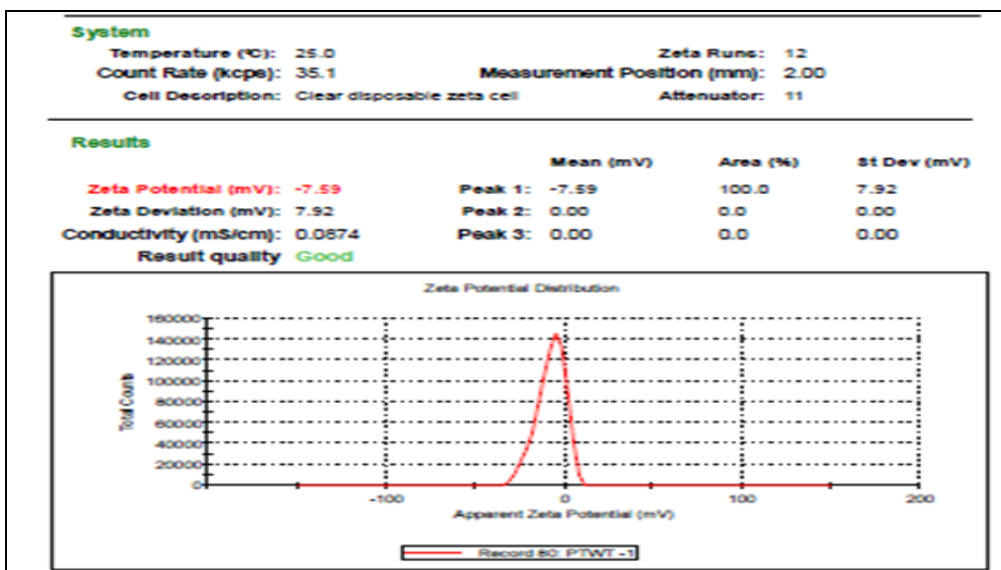 System
Temperature (ºC): 25.0 Zeta Runs: 12
Count Rate (kcps): 35.1 Measurement Position (mm): 2.00
Cell Description: Clear disposable zeta cell Attenuator: 11
Results
Mean (mV) Area (%) St Dev (mV)
Zeta Potential (mV): -7.59 Peak 1: -7.59 100.0 7.92
Zeta Deviation (mV): 7.92 Peak 2: 0.00 0.0 0.00
Conductivity (mS/cm): 0.0874 Peak 3: 0.00 0.0 0.00
Result quality Good
Zeta Potential Distribution
160000
140000
120000
100000
80000
60000
40000
20000
0
Total Counts
-100 0 100 200
Apparent Zeta Potential (mV)
Record 80: PTWT -1